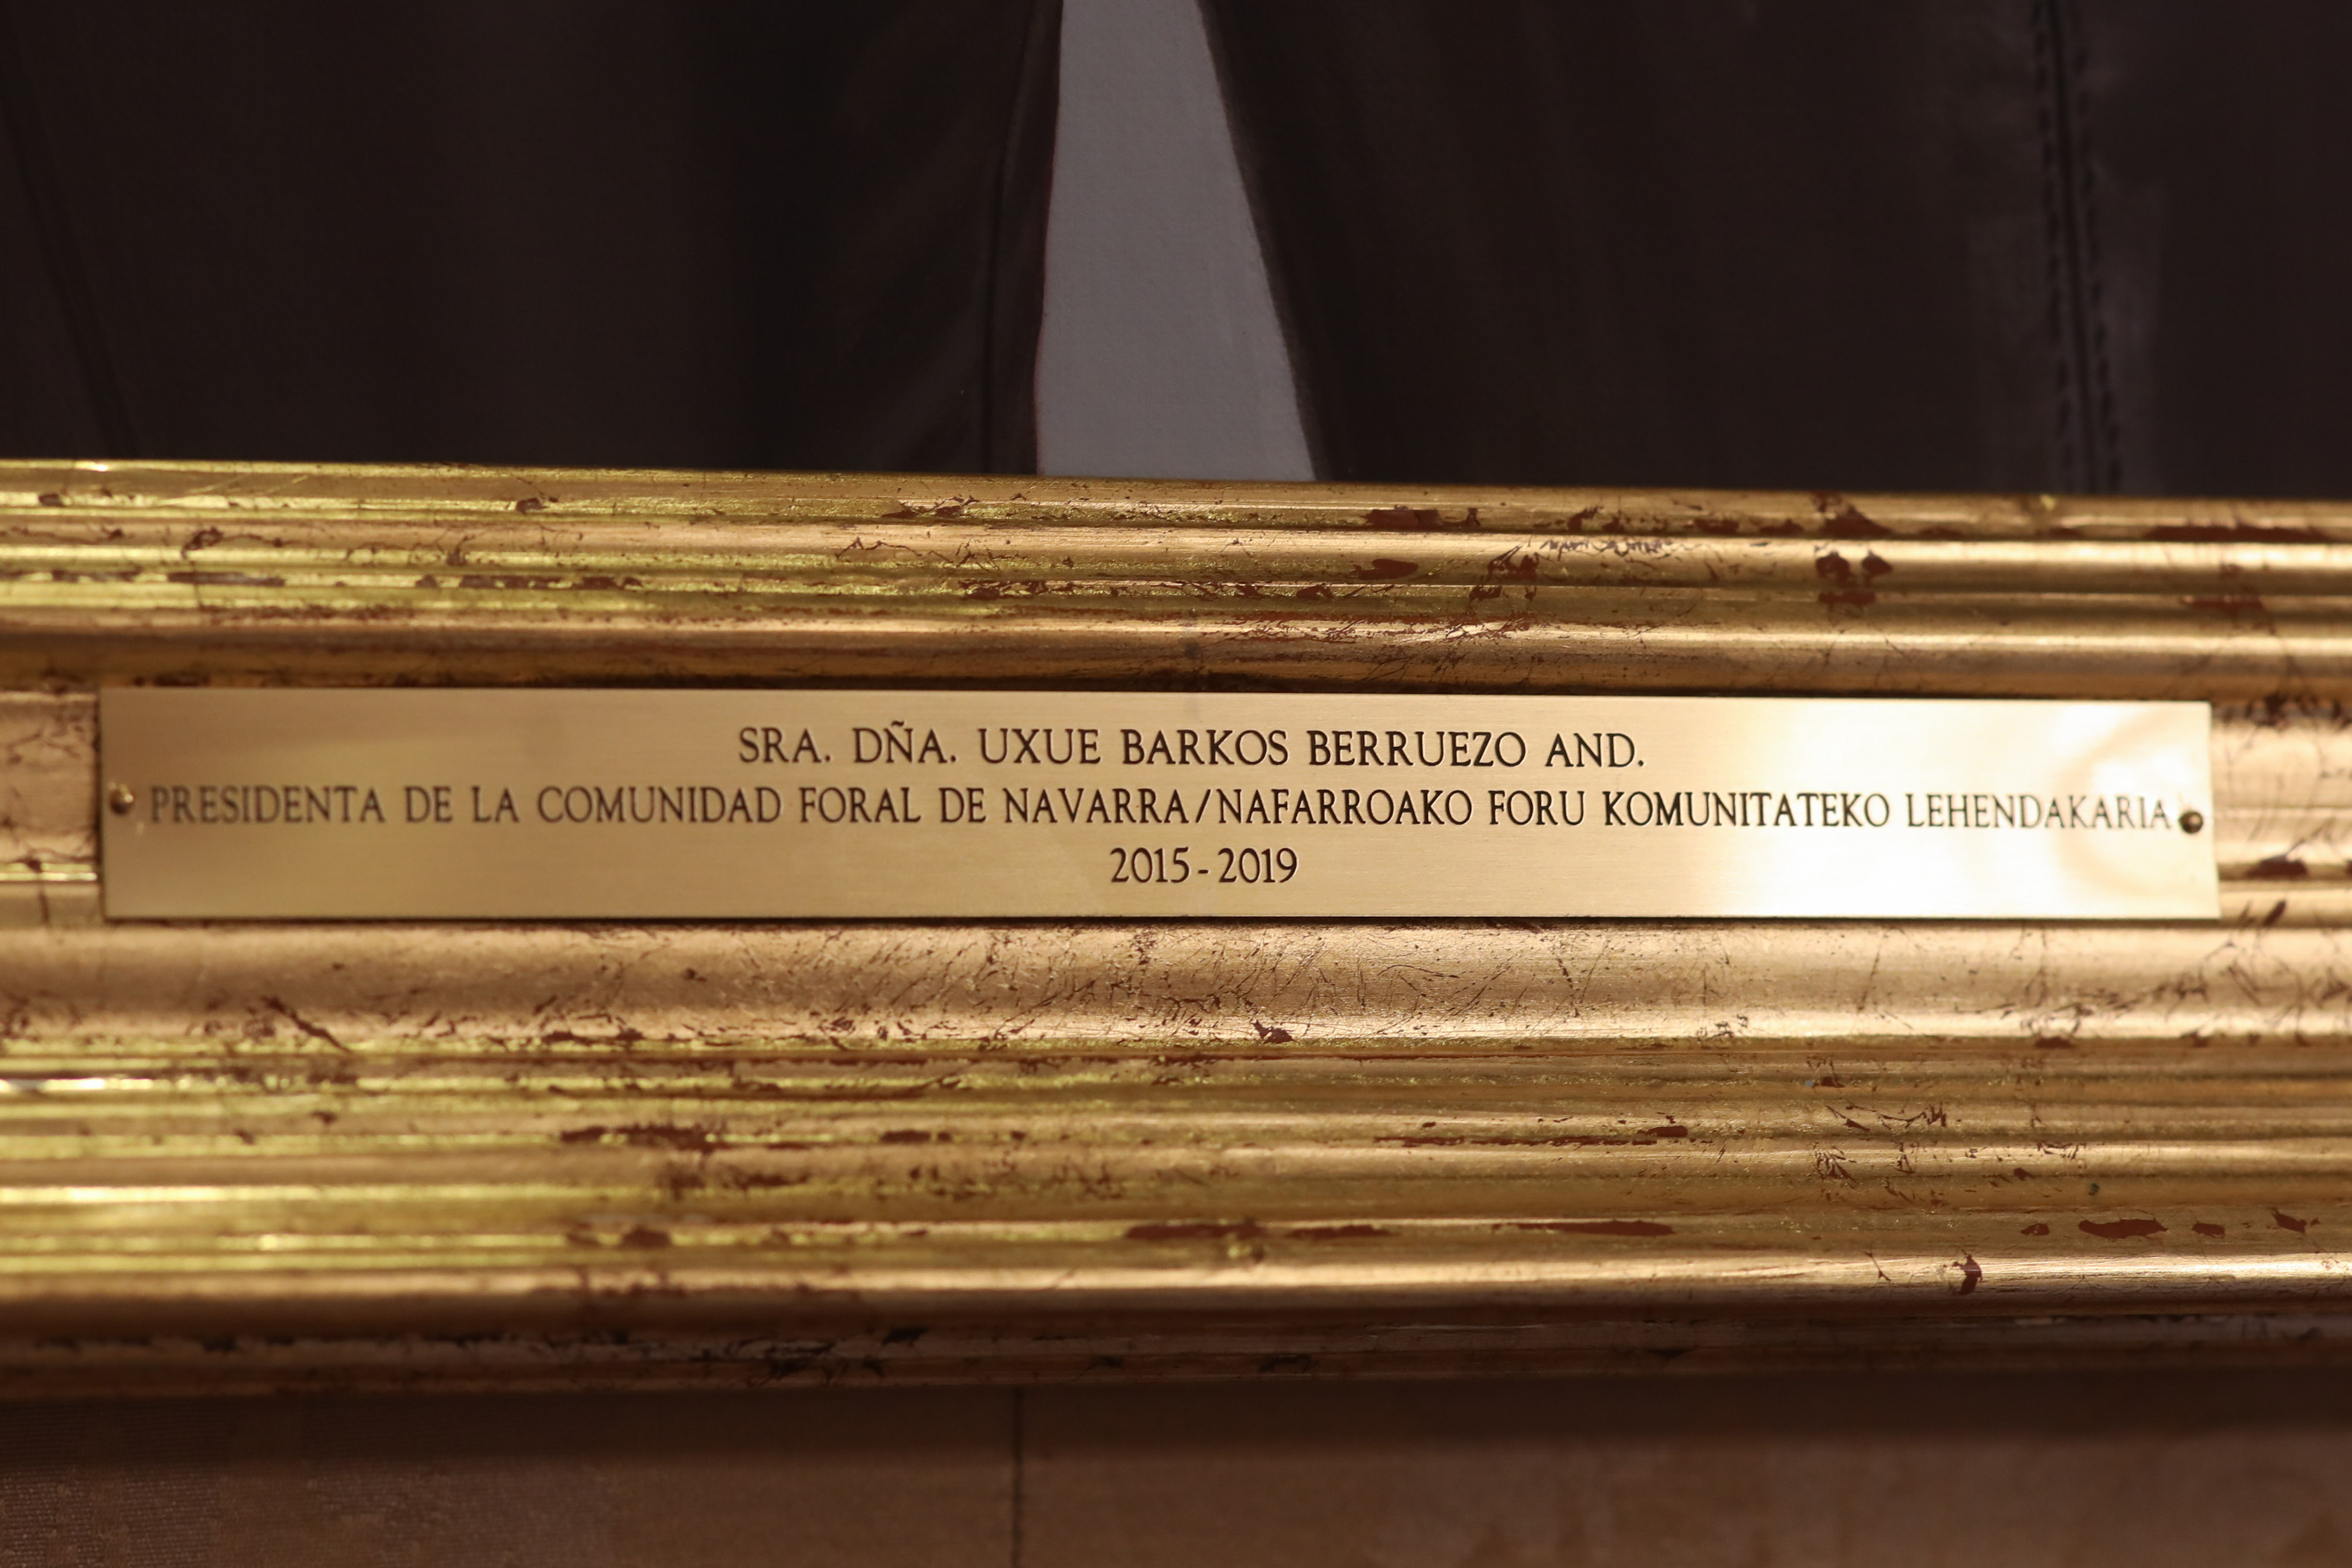 SRA. DÑA. UXUE BARKOS BERRUEZO AND.
PRESIDENTA DE LA COMUNIDAD FORAL DE NAVARRA/NAFARROAKO FORU KOMUNITATEKO LEHENDAKARIA
2015-2019